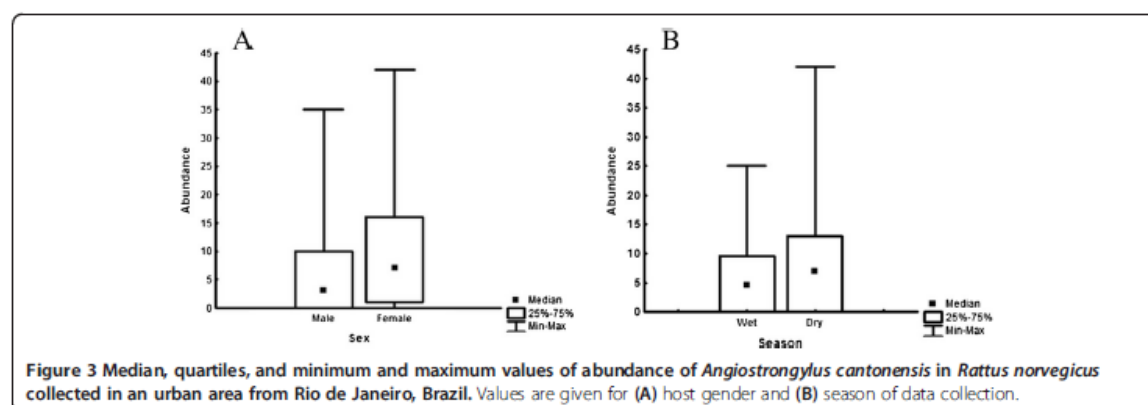 A
45
40
35
30
25
20
15
10
5
0
Abundance
Male Female
Sex
Median
25%-75%
Min-Max
B
45
40
35
30
25
20
15
10
5
0
Abundance
Wet Dry
Season
Median
25%-75%
Min-Max
Figure 3 Median, quartiles, and minimum and maximum values of abundance of Angiostrongylus cantonensis in Rattus norvegicus
collected in an urban area from Rio de Janeiro, Brazil. Values are given for (A) host gender and (B) season of data collection.